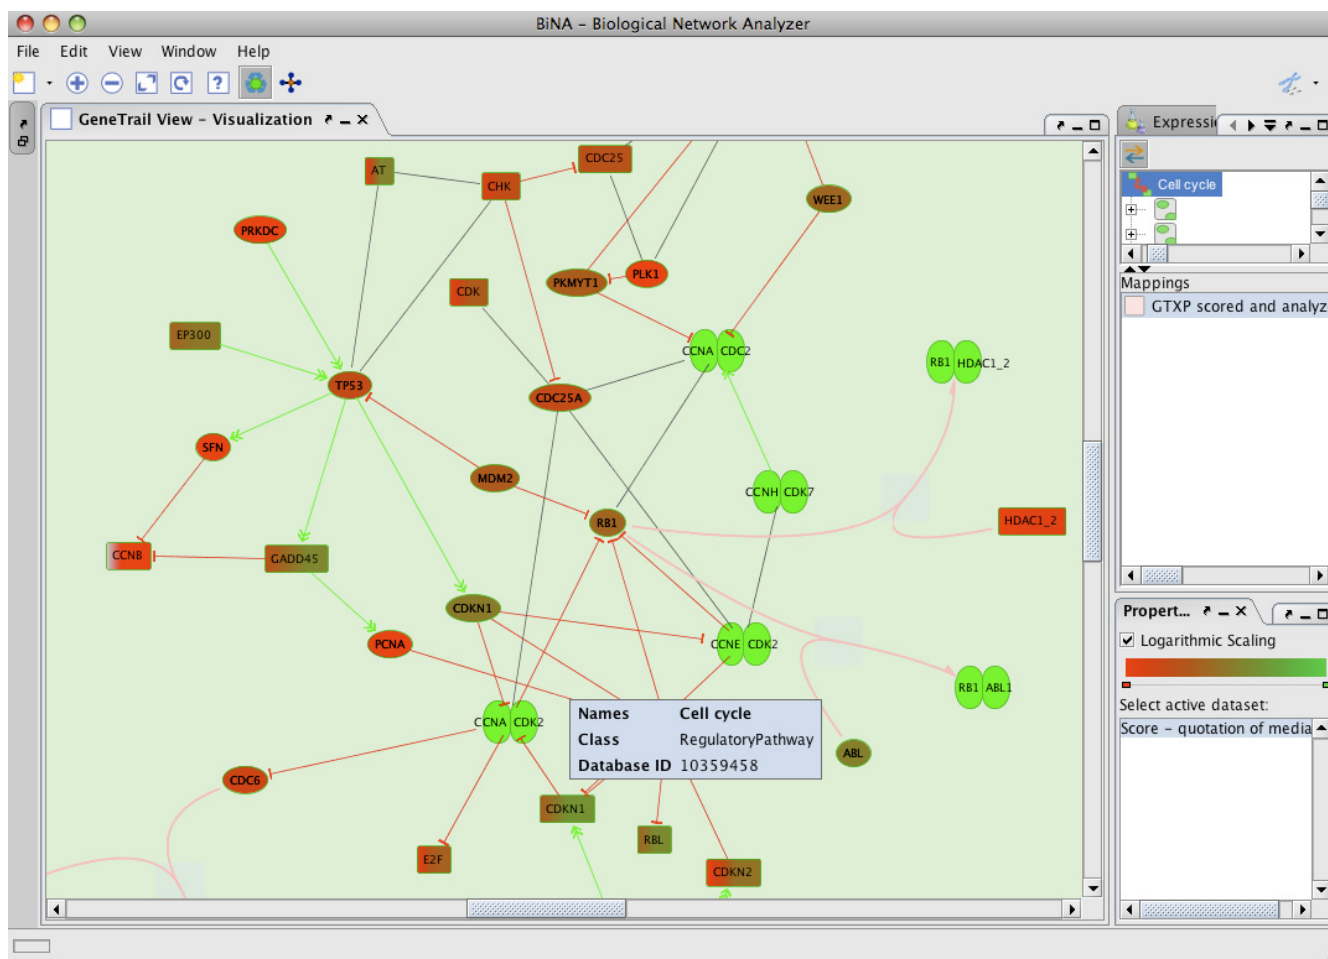 BiNA – Biological Network Analyzer
File Edit View Window Help
GeneTrail View – Visualization
Expressi
AT
CHK
CDC25
Cell cycle
WEE1
PRKDC
PKMYT1
PLK1
CDK
Mappings
GTXP scored and analyz
EP300
CCNA CDC2
RB1 HDAC1_2
TP53
CDC25A
SFN
MDM2
CCNH CDK7
RB1
HDAC1_2
CCNB
GADD45
CDKN1
Propert...
PCNA
CCNE CDK2
Logarithmic Scaling
RB1 ABL1
Select active dataset:
CCNA CDK2
Names Cell cycle
Class RegulatoryPathway
Database ID 10359458
Score – quotation of media
ABL
CDC6
CDKN1
RBL
E2F
CDKN2